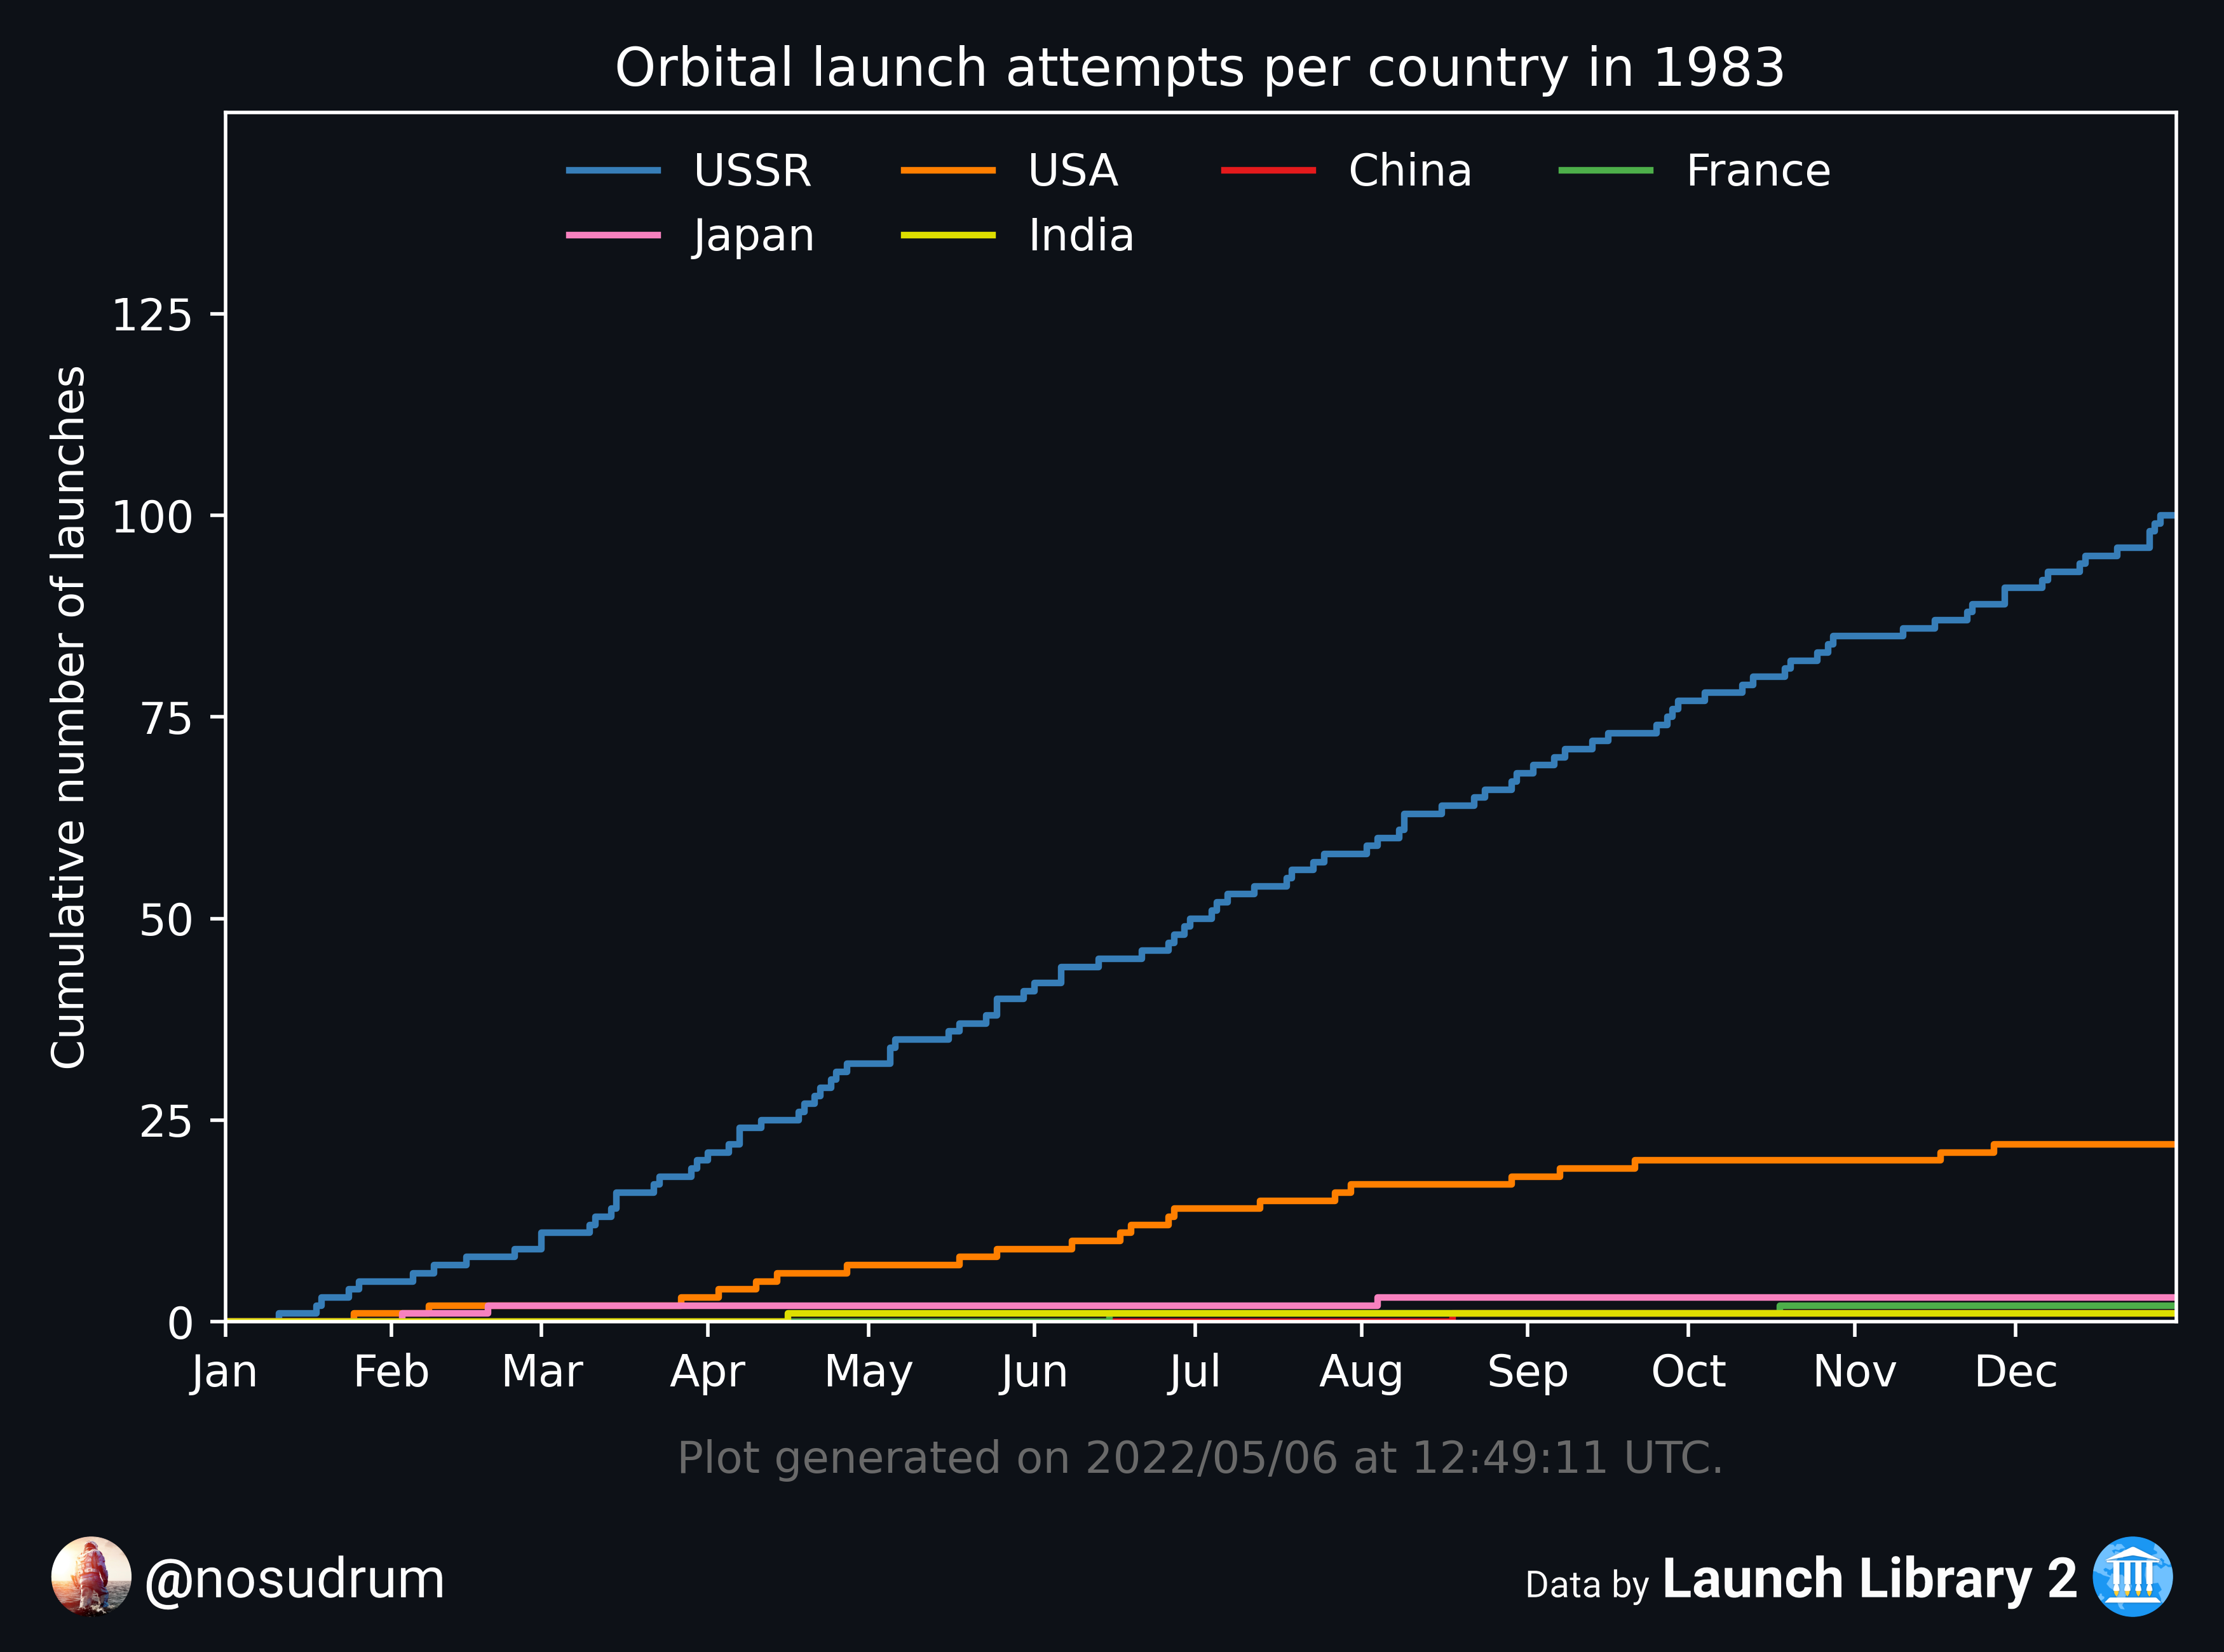 Orbital launch attempts per country in 1983
USSR USA China France
Japan India
Cumulative number of launches
125
100
75
50
25
0
Jan Feb Mar Apr May Jun Jul Aug Sep Oct Nov Dec
Plot generated on 2022/05/06 at 12:49:11 UTC.
@nosudrum
Data by Launch Library 2